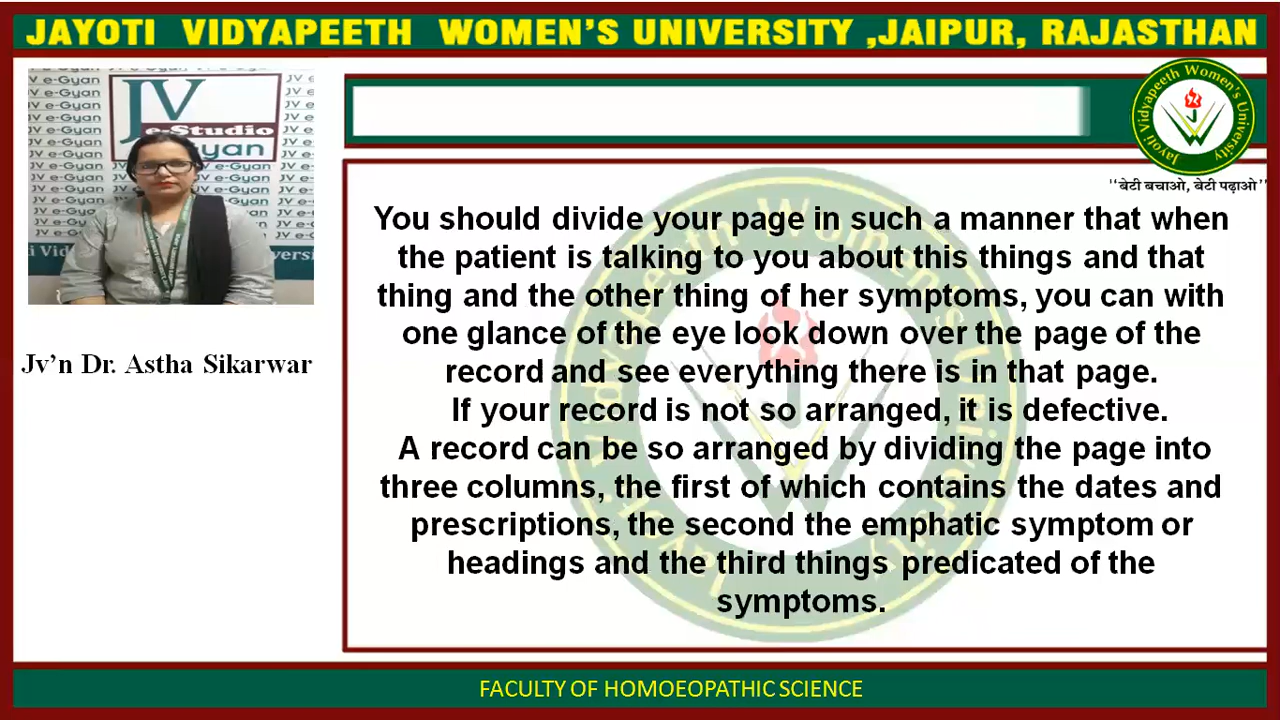 JAYOTI VIDYAPEETH WOMEN'S UNIVERSITY ,JAIPUR, RAJASTHAN
JV
e-Studio
Gyan
JV e-Gyan
Jv'n Dr. Astha Sikarwar
Jayoti Vidyapeeth Women's University
"बेटी बचाओ, बेटी पढ़ाओ"
You should divide your page in such a manner that when
the patient is talking to you about this things and that
thing and the other thing of her symptoms, you can with
one glance of the eye look down over the page of the
record and see everything there is in that page.
If your record is not so arranged, it is defective.
A record can be so arranged by dividing the page into
three columns, the first of which contains the dates and
prescriptions, the second the emphatic symptom or
headings and the third things predicated of the
symptoms.
FACULTY OF HOMOEOPATHIC SCIENCE